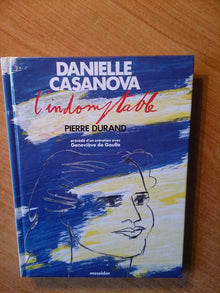 DANIELLE
CASANOVA
l'indomptable
PIERRE DURAND
précédé d'un entretien avec
Geneviève de Gaulle
messidor